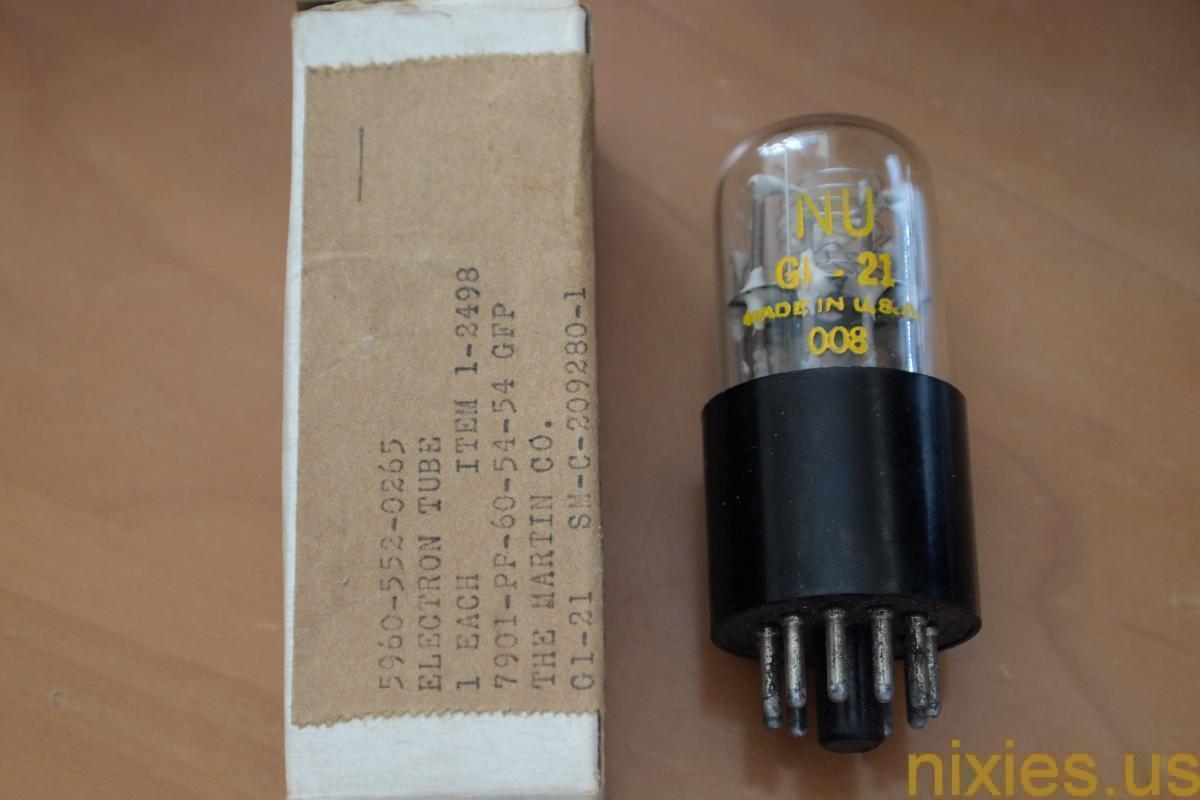 5960-552-0265
ELECTRON TUBE
1 EACH ITEM 1-2498
7901-PP-60-54-54 GFP
THE MARTIN CO.
G1-21 SM-C-209280-1
NU
GI - 21
MADE IN U.S.A.
008
nixies.us